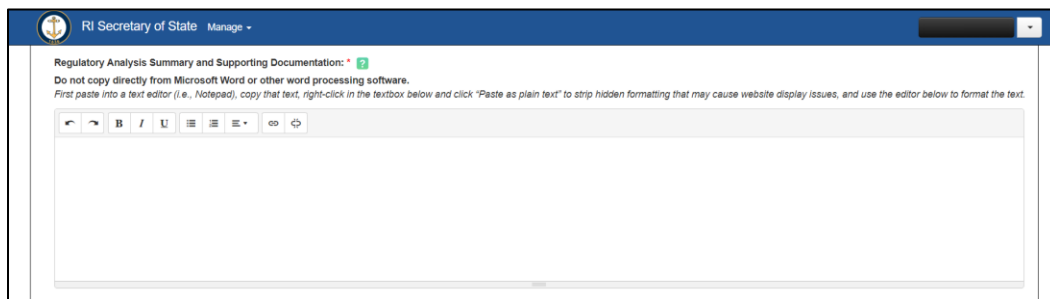 RI Secretary of State Manage
Regulatory Analysis Summary and Supporting Documentation: * ?
Do not copy directly from Microsoft Word or other word processing software.
First paste into a text editor (i.e., Notepad), copy that text, right-click in the textbox below and click "Paste as plain text" to strip hidden formatting that may cause website display issues, and use the editor below to format the text.
B I U